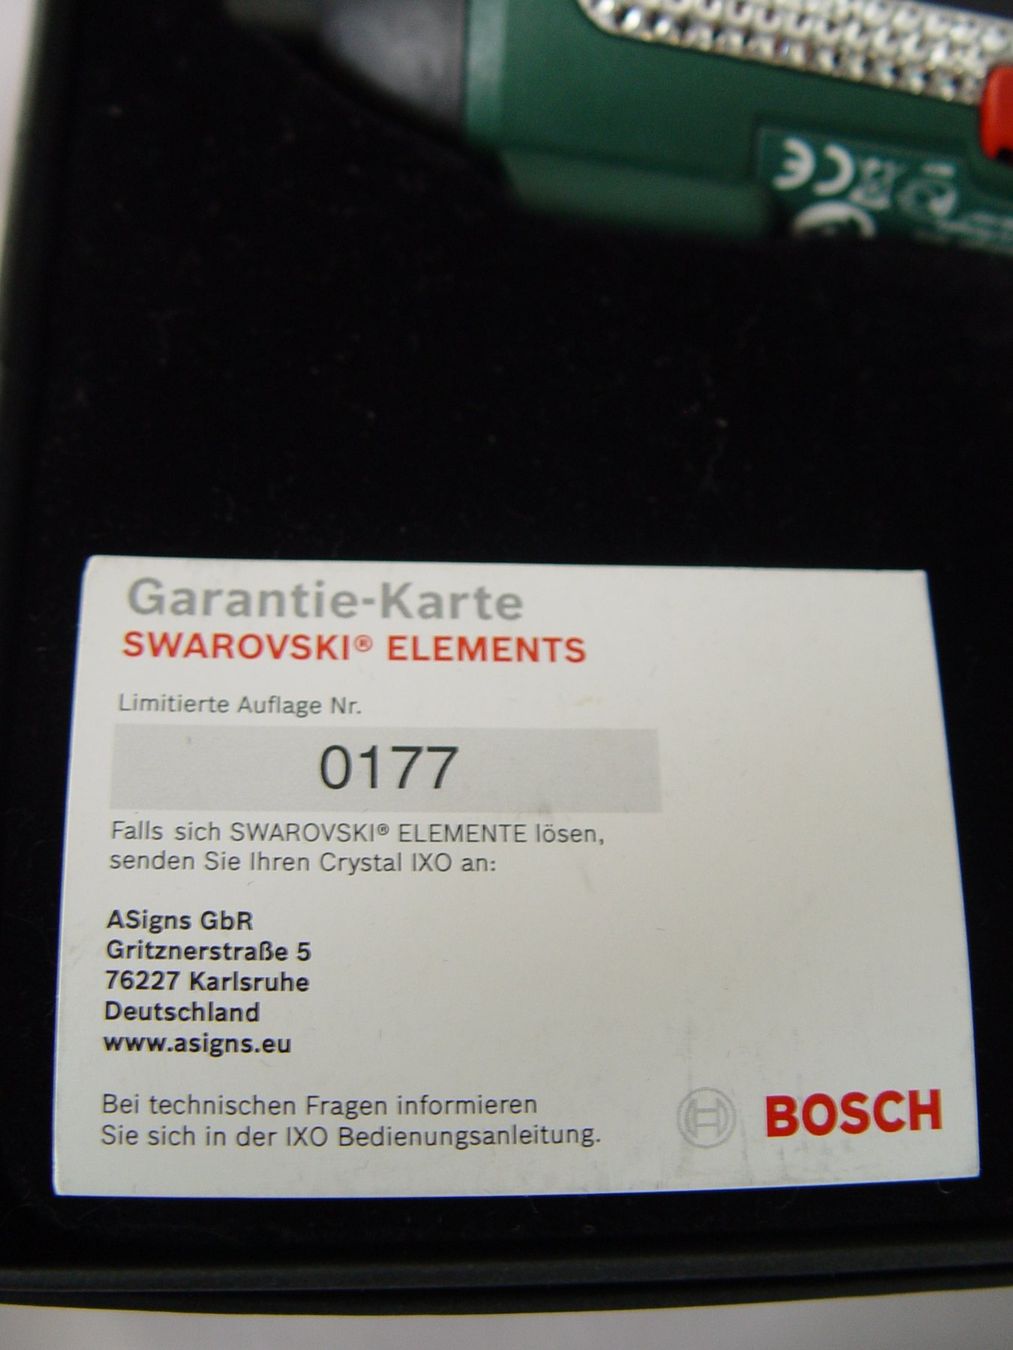 CE
Garantie-Karte
SWAROVSKI® ELEMENTS
Limitierte Auflage Nr.
0177
Falls sich SWAROVSKI® ELEMENTE lösen,
senden Sie Ihren Crystal IXO an:
ASigns GbR
Gritznerstraße 5
76227 Karlsruhe
Deutschland
www.asigns.eu
Bei technischen Fragen informieren
Sie sich in der IXO Bedienungsanleitung.
BOSCH